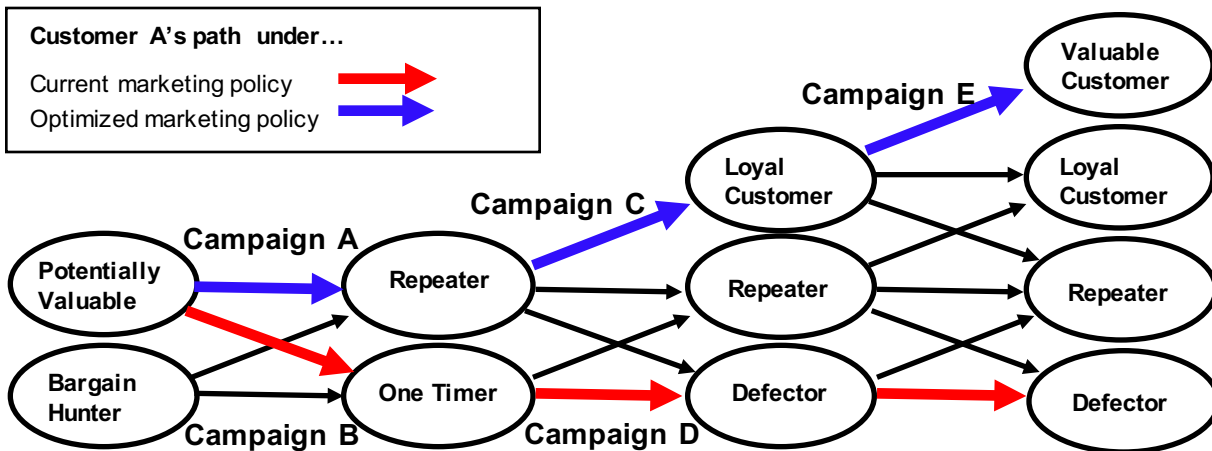 Customer A's path under…
Current marketing policy
Optimized marketing policy
Valuable
Customer
Campaign E
Loyal
Customer
Loyal
Customer
Campaign C
Campaign A
Potentially
Valuable
Repeater
Repeater
Repeater
Bargain
Hunter
One Timer
Defector
Defector
Campaign B
Campaign D